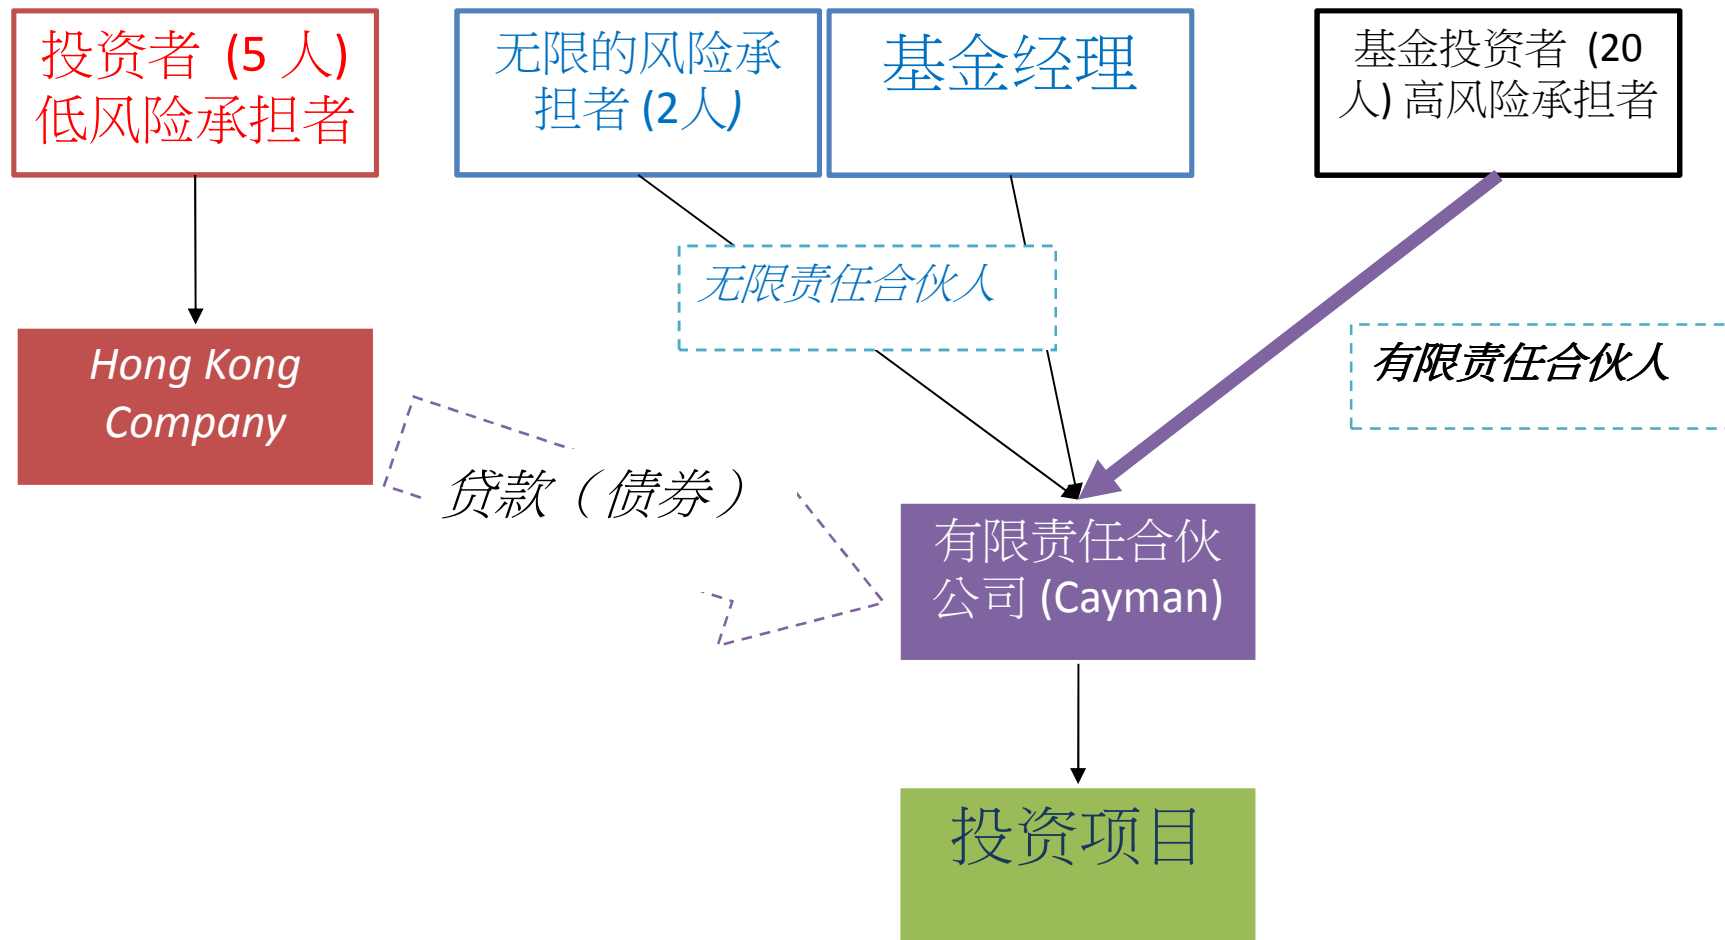 投资者 (5 人)
低风险承担者
无限的风险承
担者 (2人)
基金经理
基金投资者 (20
人) 高风险承担者
无限责任合伙人
有限责任合伙人
Hong Kong
Company
贷款（债券）
有限责任合伙
公司 (Cayman)
投资项目